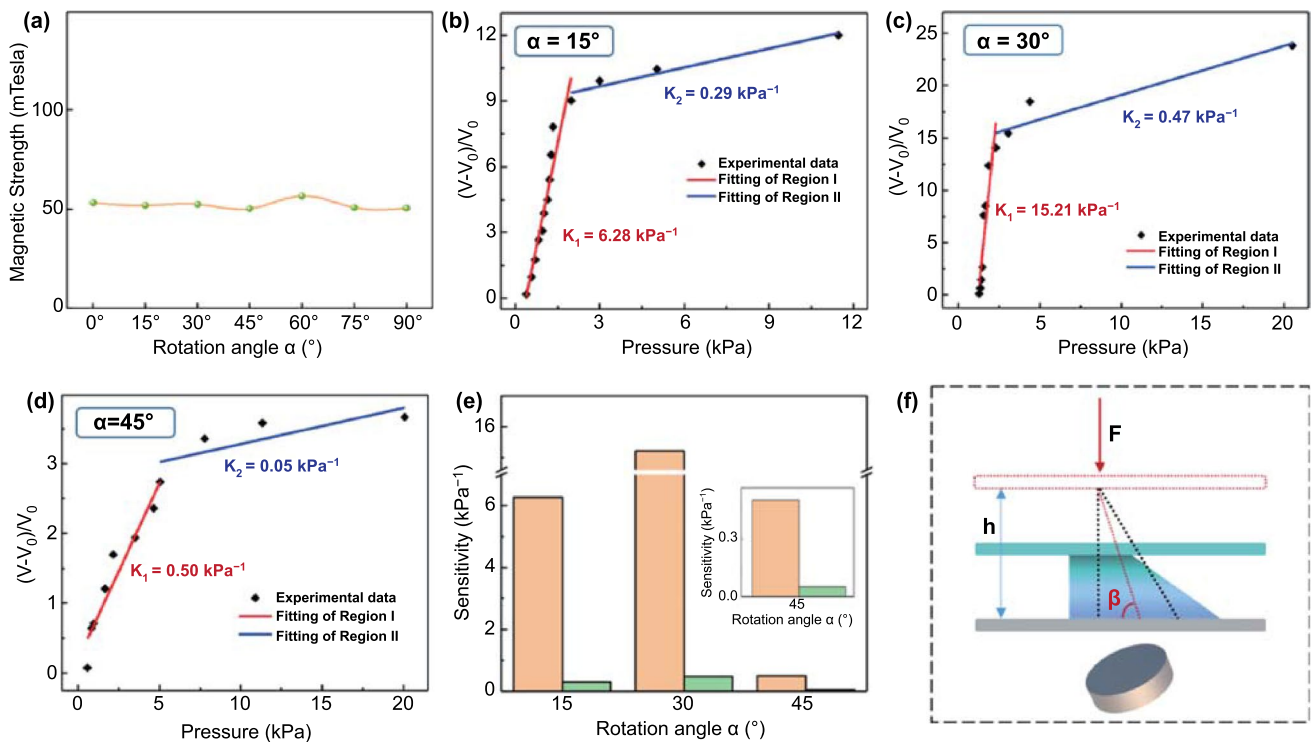 (a)
Magnetic Strength (mTesla)
100
50
0
0° 15° 30° 45° 60° 75° 90°
Rotation angle α (°)
(b)
α = 15°
(V-V₀)/V₀
12
9
6
3
0
K₂ = 0.29 kPa⁻¹
Experimental data
Fitting of Region I
Fitting of Region II
K₁ = 6.28 kPa⁻¹
0 3 6 9 12
Pressure (kPa)
(c)
α = 30°
(V-V₀)/V₀
25
20
15
10
5
0
K₂ = 0.47 kPa⁻¹
K₁ = 15.21 kPa⁻¹
Experimental data
Fitting of Region I
Fitting of Region II
0 5 10 15 20
Pressure (kPa)
(d)
α=45°
(V-V₀)/V₀
3
2
1
0
K₂ = 0.05 kPa⁻¹
K₁ = 0.50 kPa⁻¹
Experimental data
Fitting of Region I
Fitting of Region II
0 5 10 15 20
Pressure (kPa)
(e)
Sensitivity (kPa⁻¹)
16
6
4
2
0
15 30 45
Rotation angle α (°)
Sensitivity (kPa⁻¹)
0.3
0.0
45
Rotation angle α (°)
(f)
F
h
β